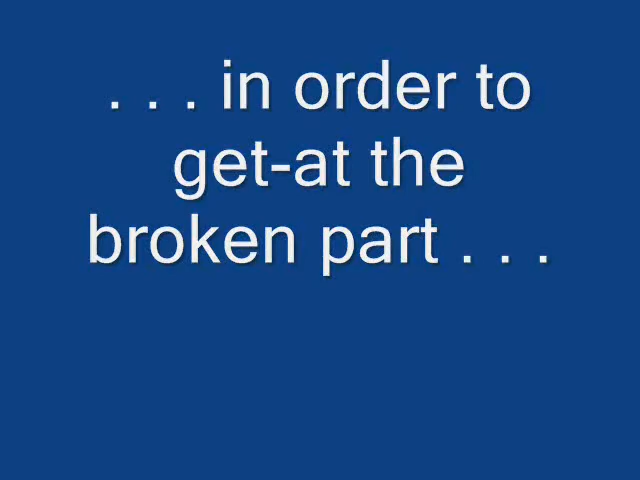 . . . in order to
get-at the
broken part . . .